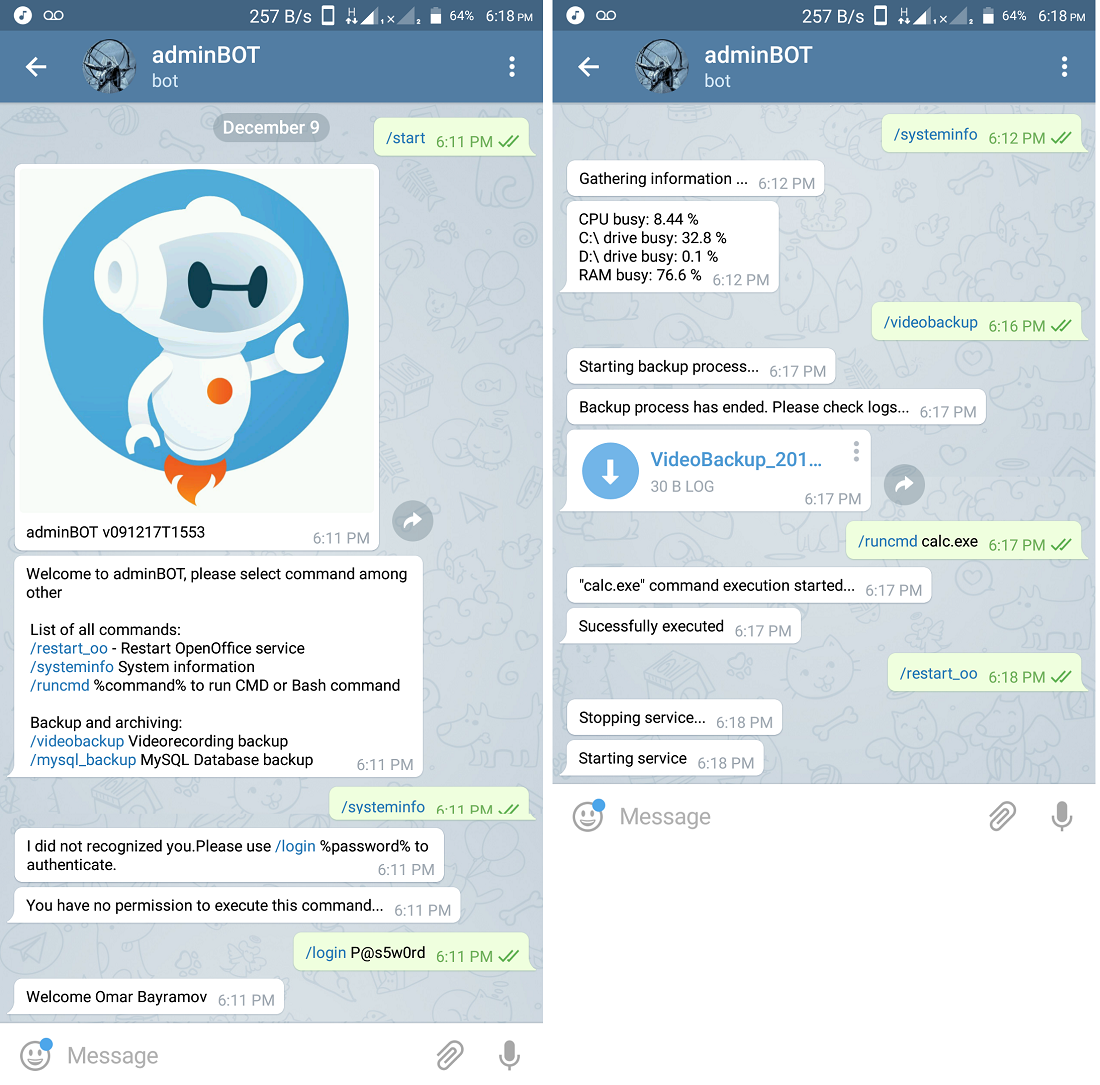 257 B/s H 1 x 2 64% 6:18 PM
adminBOT
bot
December 9
/start 6:11 PM
adminBOT v091217T1553 6:11 PM
Welcome to adminBOT, please select command among
other
List of all commands:
/restart_oo - Restart OpenOffice service
/systeminfo System information
/runcmd %command% to run CMD or Bash command
Backup and archiving:
/videobackup Videorecording backup
/mysql_backup MySQL Database backup 6:11 PM
/systeminfo 6:11 PM
I did not recognized you.Please use /login %password% to
authenticate. 6:11 PM
You have no permission to execute this command... 6:11 PM
/login P@s5w0rd 6:11 PM
Welcome Omar Bayramov 6:11 PM
Message
257 B/s H 1 x 2 64% 6:18 PM
adminBOT
bot
/systeminfo 6:12 PM
Gathering information ... 6:12 PM
CPU busy: 8.44 %
C:\ drive busy: 32.8 %
D:\ drive busy: 0.1 %
RAM busy: 76.6 % 6:12 PM
/videobackup 6:16 PM
Starting backup process... 6:17 PM
Backup process has ended. Please check logs... 6:17 PM
VideoBackup_201...
30 B LOG
6:17 PM
/runcmd calc.exe 6:17 PM
"calc.exe" command execution started... 6:17 PM
Sucessfully executed 6:17 PM
/restart_oo 6:18 PM
Stopping service... 6:18 PM
Starting service 6:18 PM
Message